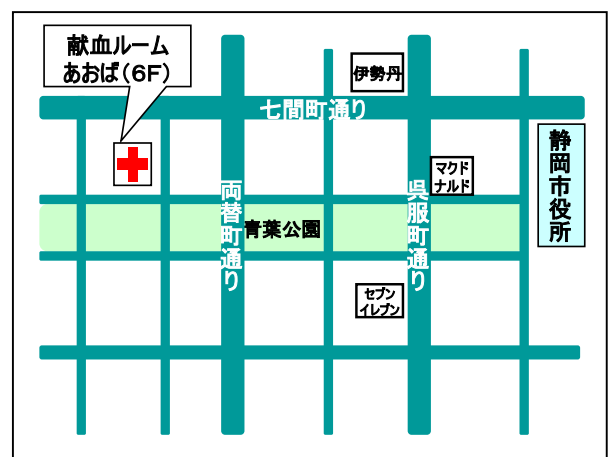 献血ルーム
あおば(6F)
伊勢丹
七間町通り
マクド
ナルド
静岡市役所
両替町通り
呉服町通り
青葉公園
セブン
イレブン